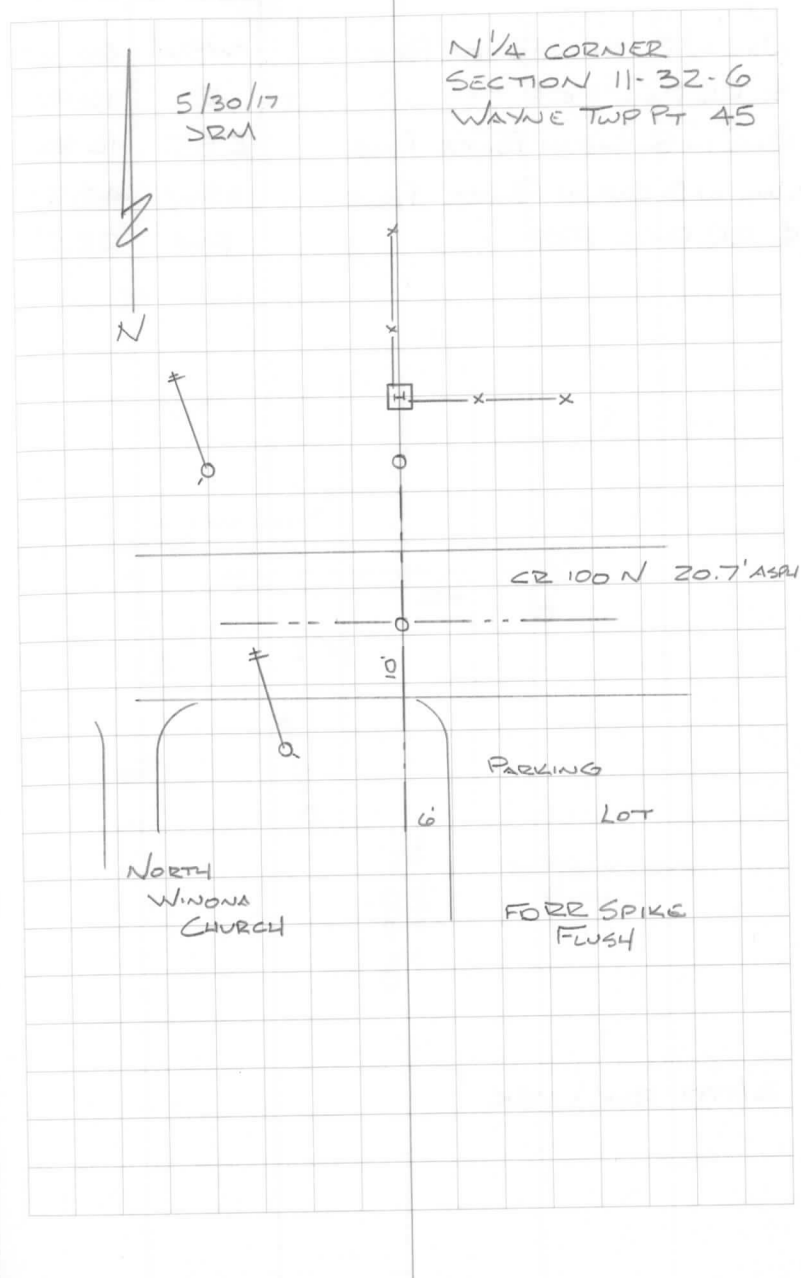 N 1/4 CORNER
SECTION 11-32-6
WAYNE TWP PT 45
5/30/17
JRM
N
CR 100 N 20.7' ASPH
10'
PARKING
LOT
6'
NORTH
WINONA
CHURCH
FDRR SPIKE
FLUSH